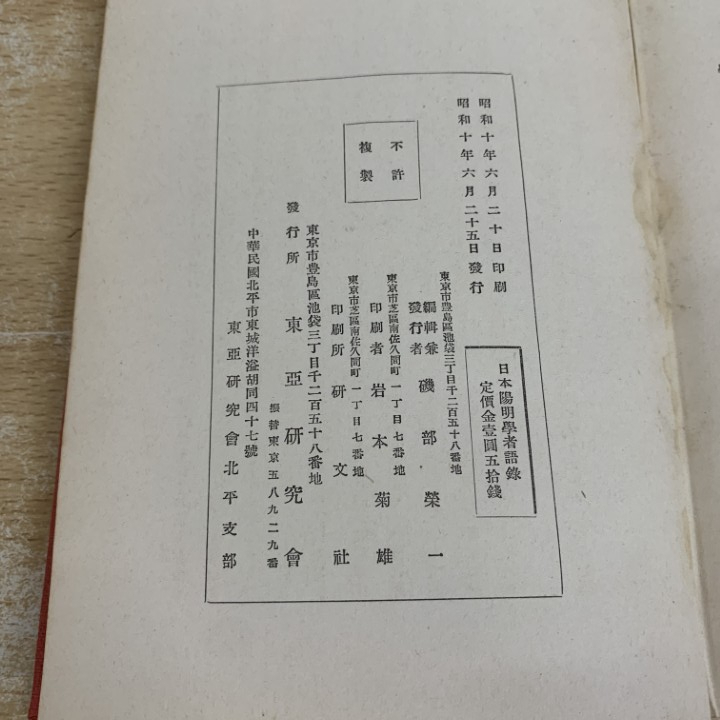 昭和十年六月二十日印刷
昭和十年六月二十五日發行
不許
複製
日本陽明學者語錄
定價金壹圓五拾錢
東京市豊島區池袋三丁目千二百五十八番地
編輯兼
發行者 磯部榮一
東京市芝區南佐久間町一丁目七番地
印刷者 岩本菊雄
東京市芝區南佐久間町一丁目七番地
印刷所 研文社
東京市豊島區池袋三丁目千二百五十八番地
發行所 東亞研究會
振替東京五八九二九番
中華民國北平市東城洋溢胡同四十七號
東亞研究會北平支部